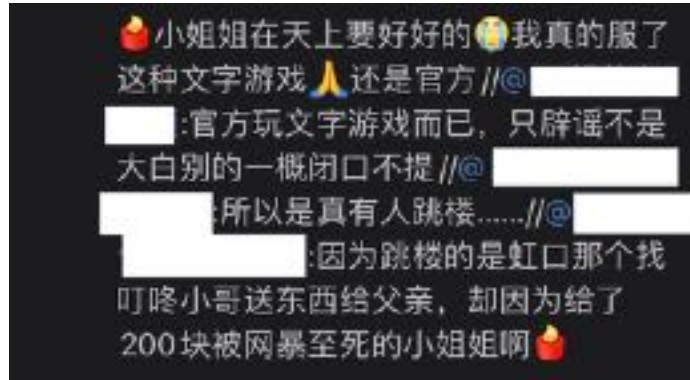 🕯️小姐姐在天上要好好的😭我真的服了
这种文字游戏🙏还是官方//@
:官方玩文字游戏而已，只辟谣不是
大白别的一概闭口不提//@
:所以是真有人跳楼......//@
:因为跳楼的是虹口那个找
叮咚小哥送东西给父亲，却因为给了
200块被网暴至死的小姐姐啊🕯️